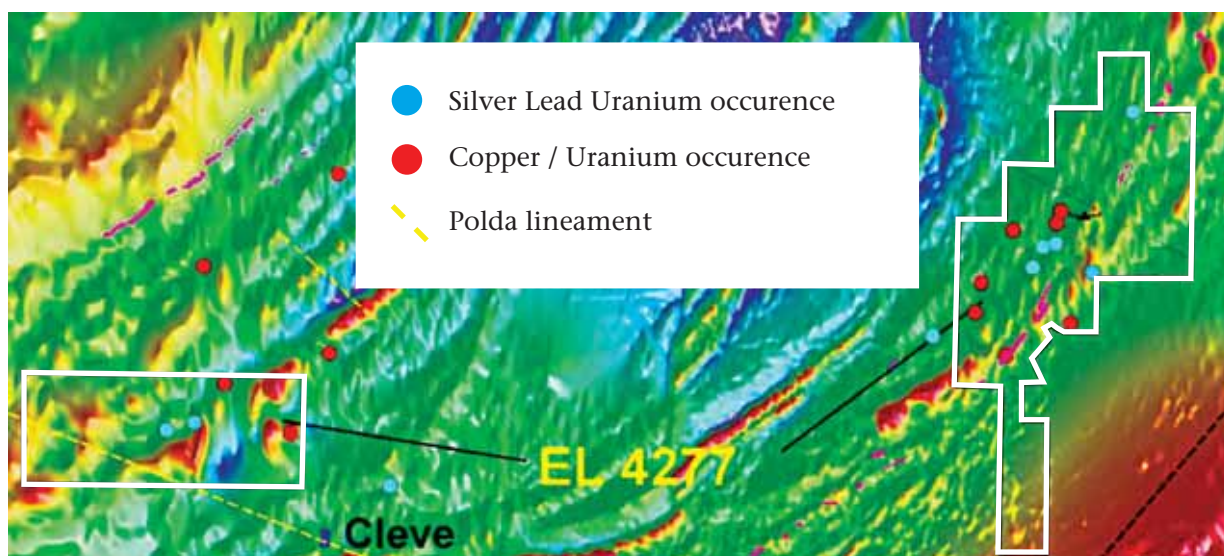 Silver Lead Uranium occurence
Copper / Uranium occurence
Polda lineament
EL 4277
Cleve